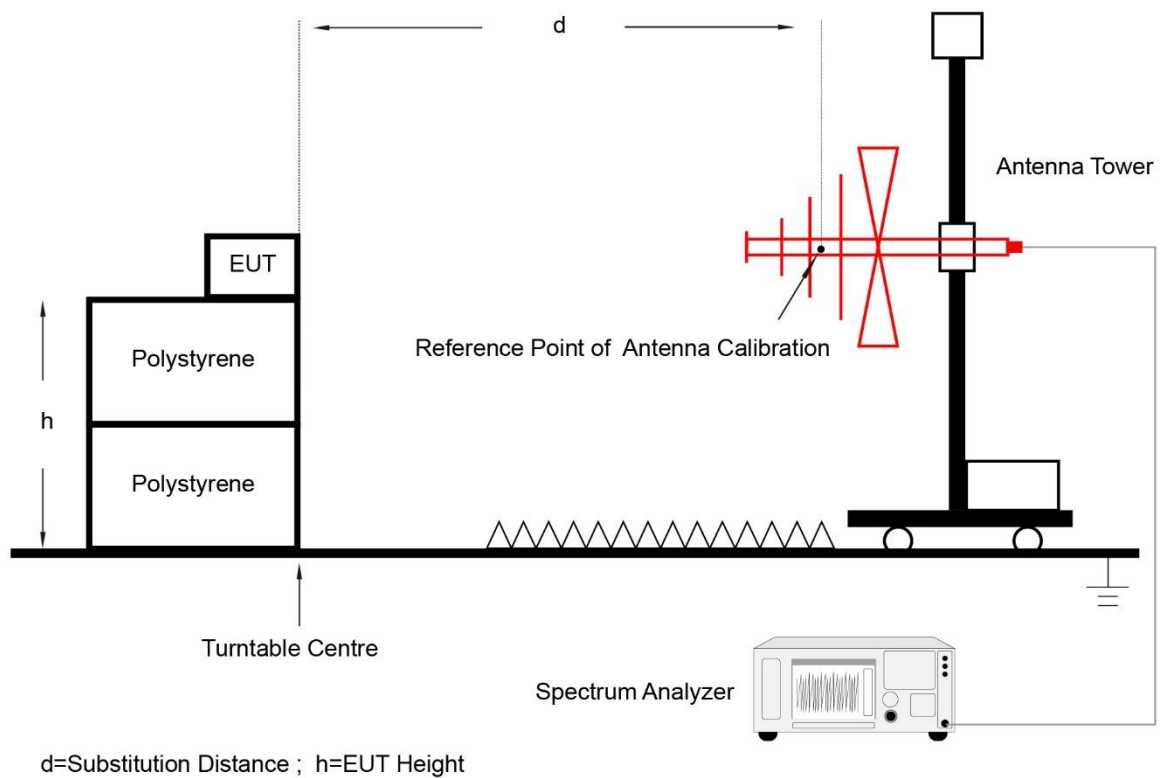 d
Antenna Tower
EUT
Polystyrene
Reference Point of Antenna Calibration
h
Polystyrene
Turntable Centre
Spectrum Analyzer
d=Substitution Distance ; h=EUT Height